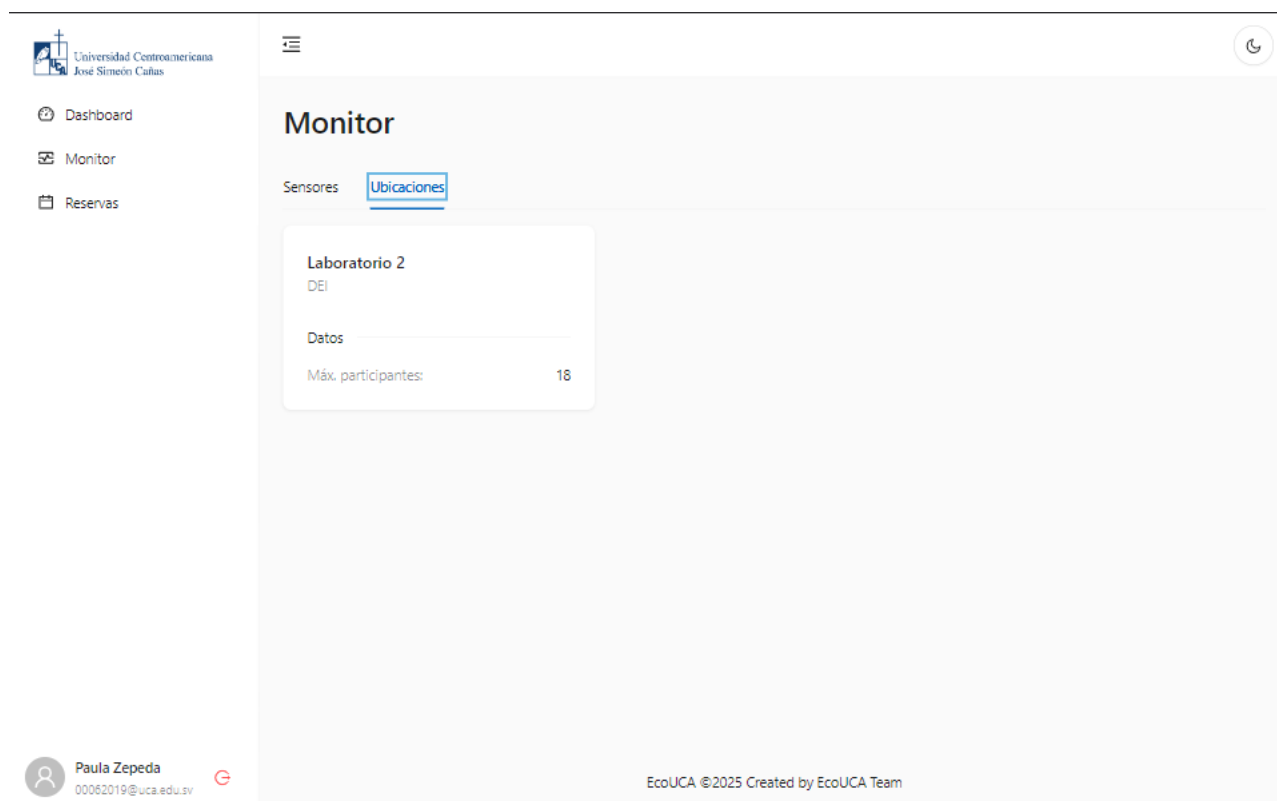 UCA
Universidad Centroamericana
José Simeón Cañas
Dashboard
Monitor
Reservas
Monitor
Sensores Ubicaciones
Laboratorio 2
DEI
Datos
Máx. participantes: 18
Paula Zepeda
00062019@uca.edu.sv
EcoUCA ©2025 Created by EcoUCA Team